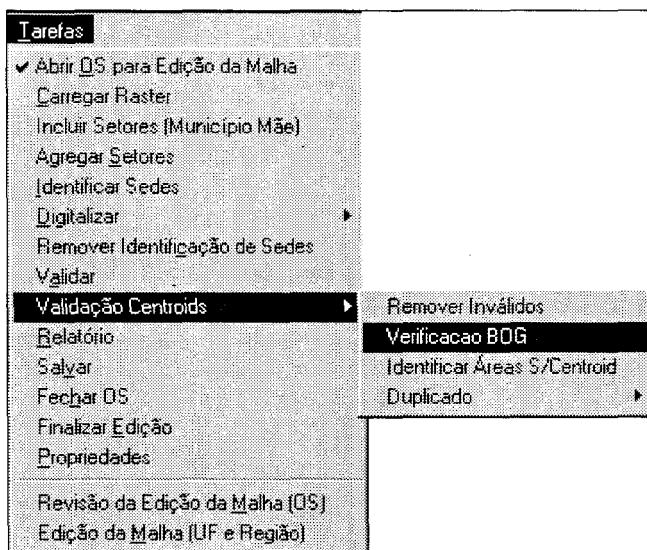 Tarefas
Abrir OS para Edição da Malha
Carregar Raster
Incluir Setores (Município Mãe)
Agregar Setores
Identificar Sedes
Digitalizar
Remover Identificação de Sedes
Validar
Validação Centroids
Remover Inválidos
Relatório
Verificacao BOG
Salvar
Identificar Áreas S/Centroid
Fechar OS
Duplicado
Finalizar Edição
Propriedades
Revisão da Edição da Malha (OS)
Edição da Malha (UF e Região)